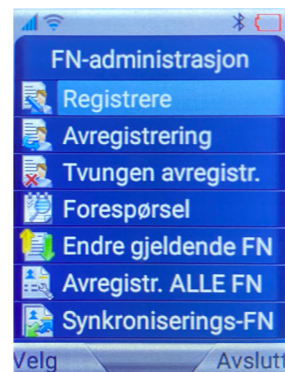 FN-administrasjon
Registrere
Avregistrering
Tvungen avregistr.
Forespørsel
Endre gjeldende FN
Avregistr. ALLE FN
Synkroniserings-FN
Velg
Avslutt